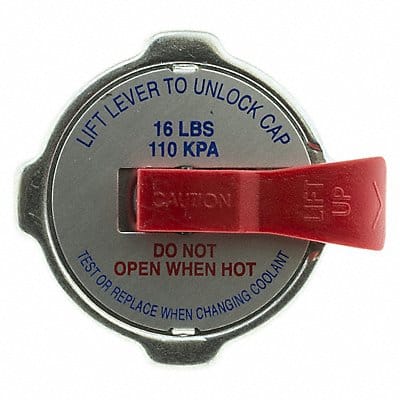 LIFT LEVER TO UNLOCK CAP
16 LBS
110 KPA
CAUTION
LIFT
UP
DO NOT
OPEN WHEN HOT
TEST OR REPLACE WHEN CHANGING COOLANT